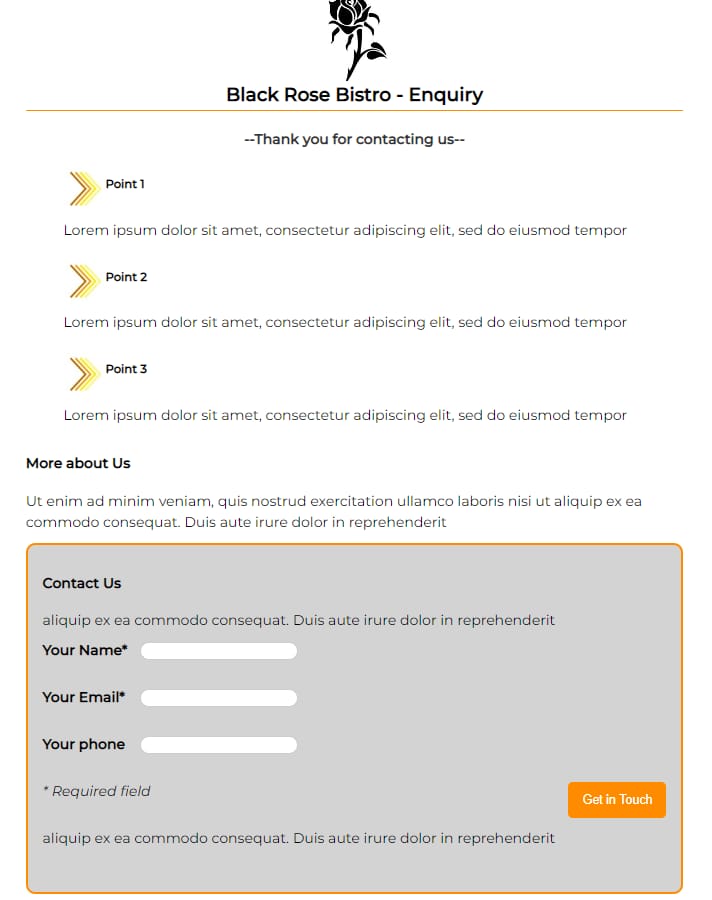 Black Rose Bistro - Enquiry
--Thank you for contacting us--
Point 1
Lorem ipsum dolor sit amet, consectetur adipiscing elit, sed do eiusmod tempor
Point 2
Lorem ipsum dolor sit amet, consectetur adipiscing elit, sed do eiusmod tempor
Point 3
Lorem ipsum dolor sit amet, consectetur adipiscing elit, sed do eiusmod tempor
More about Us
Ut enim ad minim veniam, quis nostrud exercitation ullamco laboris nisi ut aliquip ex ea
commodo consequat. Duis aute irure dolor in reprehenderit
Contact Us
aliquip ex ea commodo consequat. Duis aute irure dolor in reprehenderit
Your Name*
Your Email*
Your phone
* Required field
Get in Touch
aliquip ex ea commodo consequat. Duis aute irure dolor in reprehenderit